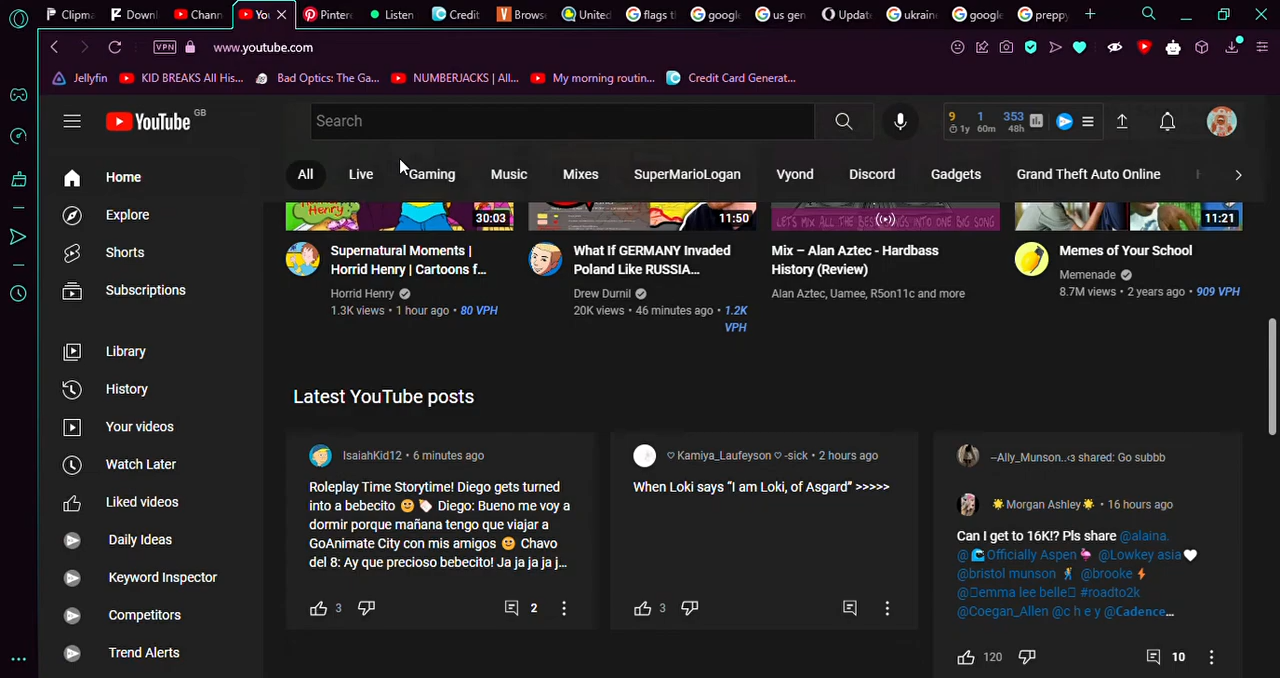 Clipma
Downl
Chann
Yo
Pinter
Listen
Credit
Brows
United
flags t
google
us gen
Update
ukrain
google
preppy
VPN
www.youtube.com
Jellyfin
KID BREAKS All His...
Bad Optics: The Ga...
NUMBERJACKS | All...
My morning routin...
Credit Card Generat...
YouTube GB
Search
9 1 353
1y 60m 48h
All
Live
Gaming
Music
Mixes
SuperMarioLogan
Vyond
Discord
Gadgets
Grand Theft Auto Online
Home
Explore
Shorts
Subscriptions
Library
History
Your videos
Watch Later
Liked videos
Daily Ideas
Keyword Inspector
Competitors
Trend Alerts
Henry
30:03
Supernatural Moments |
Horrid Henry | Cartoons f...
Horrid Henry
1.3K views • 1 hour ago • 80 VPH
11:50
What If GERMANY Invaded
Poland Like RUSSIA...
Drew Durnil
20K views • 46 minutes ago • 1.2K
VPH
LET'S MIX ALL THE BEST SONGS INTO ONE BIG SONG
Mix – Alan Aztec - Hardbass
History (Review)
Alan Aztec, Uamee, R5on11c and more
11:21
Memes of Your School
Memenade
8.7M views • 2 years ago • 909 VPH
Latest YouTube posts
IsaiahKid12 • 6 minutes ago
Roleplay Time Storytime! Diego gets turned
into a bebecito 😊 🍼 Diego: Bueno me voy a
dormir porque mañana tengo que viajar a
GoAnimate City con mis amigos 😊 Chavo
del 8: Ay que precioso bebecito! Ja ja ja ja j...
3
2
♡ Kamiya_Laufeyson ♡ -sick • 2 hours ago
When Loki says “I am Loki, of Asgard” >>>>>
3
–Ally_Munson..‹3 shared: Go subbb
🌟Morgan Ashley🌟 • 16 hours ago
Can I get to 16K!? Pls share @alaina.
@🌊Officially Aspen🦩 @Lowkey asia🤍
@bristol munson 🧍 @brooke⚡
@▯emma lee belle▯ #roadto2k
@Coegan_Allen @c h e y @𝗖𝗮𝗱𝗲𝗻𝗰𝗲...
120
10